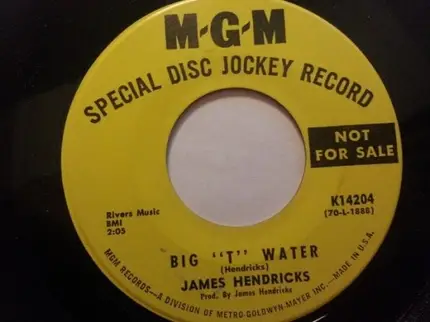 M-G-M
SPECIAL DISC JOCKEY RECORD
NOT
FOR SALE
Rivers Music
BMI
2:05
K14204
(70-L-1888)
BIG "T" WATER
(Hendricks)
JAMES HENDRICKS
Prod. By James Hendricks
MGM RECORDS—A DIVISION OF METRO-GOLDWYN-MAYER INC.—MADE IN U.S.A.